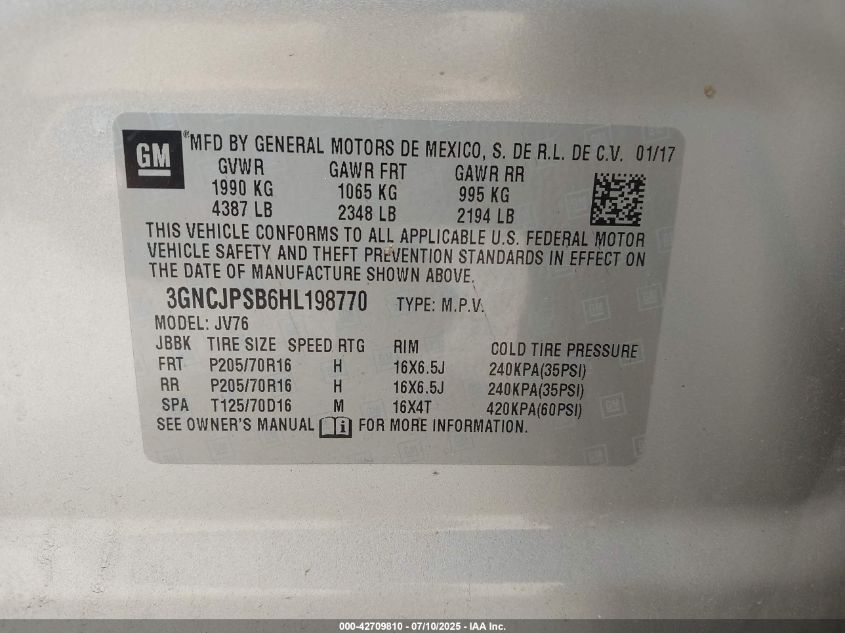 GM
®MFD BY GENERAL MOTORS DE MEXICO, S. DE R.L. DE C.V. 01/17
GVWR GAWR FRT GAWR RR
1990 KG 1065 KG 995 KG
4387 LB 2348 LB 2194 LB
THIS VEHICLE CONFORMS TO ALL APPLICABLE U.S. FEDERAL MOTOR
VEHICLE SAFETY AND THEFT PREVENTION STANDARDS IN EFFECT ON
THE DATE OF MANUFACTURE SHOWN ABOVE.
3GNCJPSB6HL198770 TYPE: M.P.V.
MODEL: JV76
JBBK TIRE SIZE SPEED RTG RIM COLD TIRE PRESSURE
FRT P205/70R16 H 16X6.5J 240KPA(35PSI)
RR P205/70R16 H 16X6.5J 240KPA(35PSI)
SPA T125/70D16 M 16X4T 420KPA(60PSI)
SEE OWNER'S MANUAL i FOR MORE INFORMATION.
000-42709810 - 07/10/2025 - IAA Inc.